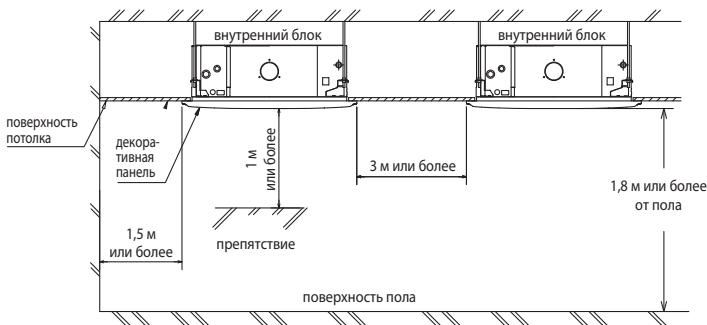 внутренний блок
внутренний блок
поверхность
потолка
декора-
тивная
панель
1 м
или более
3 м или более
1,8 м или более
от пола
1,5 м
или более
препятствие
поверхность пола